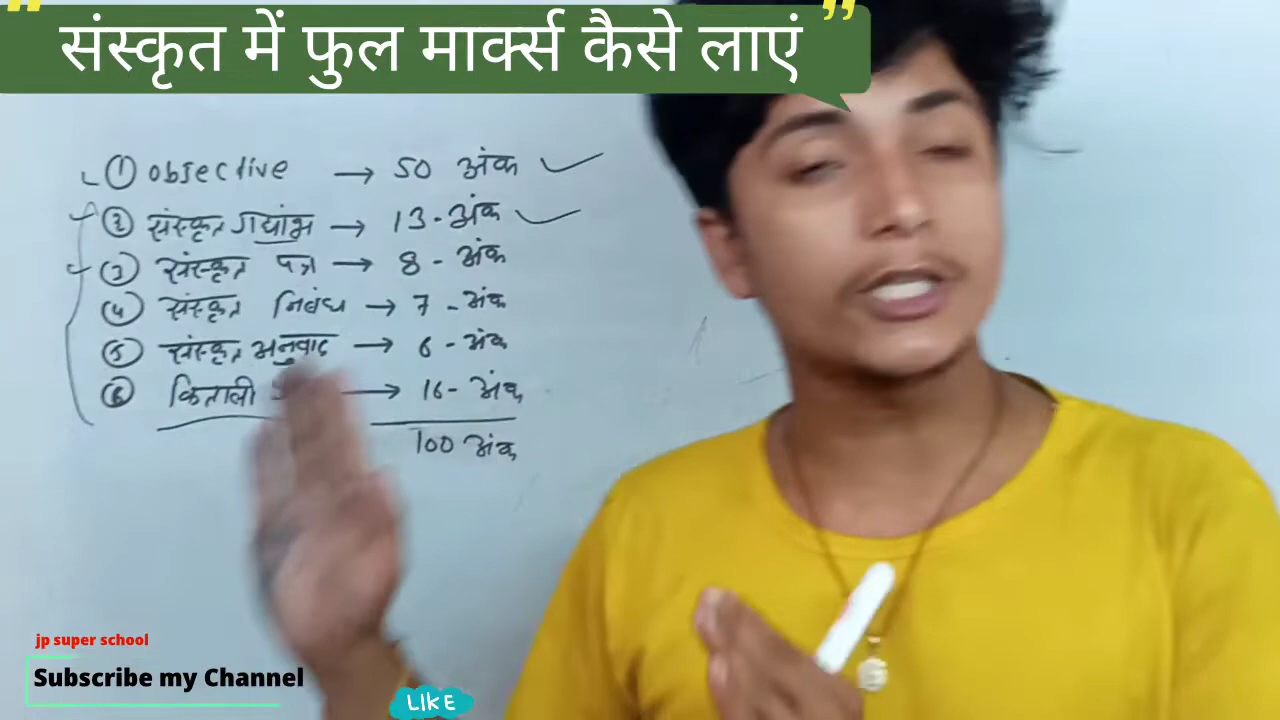 " संस्कृत में फुल मार्क्स कैसे लाएं "
① objective → 50 अंक
② संस्कृत गद्यांश → 13 - अंक
③ संस्कृत पत्र → 8 - अंक
④ संस्कृत निबंध → 7 - अंक
⑤ संस्कृत अनुवाद → 6 - अंक
⑥ → 16 - अंक
100 अंक
jp super school
Subscribe my Channel
LIKE